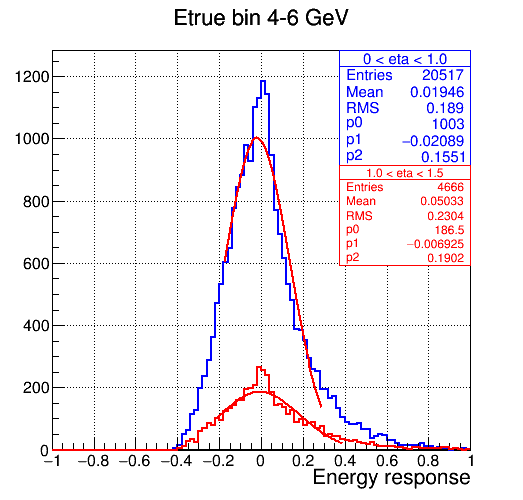 Etrue bin 4-6 GeV
0 < eta < 1.0
Entries 20517
Mean 0.01946
RMS 0.189
p0 1003
p1 −0.02089
p2 0.1551
1.0 < eta < 1.5
Entries 4666
Mean 0.05033
RMS 0.2304
p0 186.5
p1 −0.006925
p2 0.1902
1200
1000
800
600
400
200
0
−1 −0.8 −0.6 −0.4 −0.2 0 0.2 0.4 0.6 0.8 1
Energy response